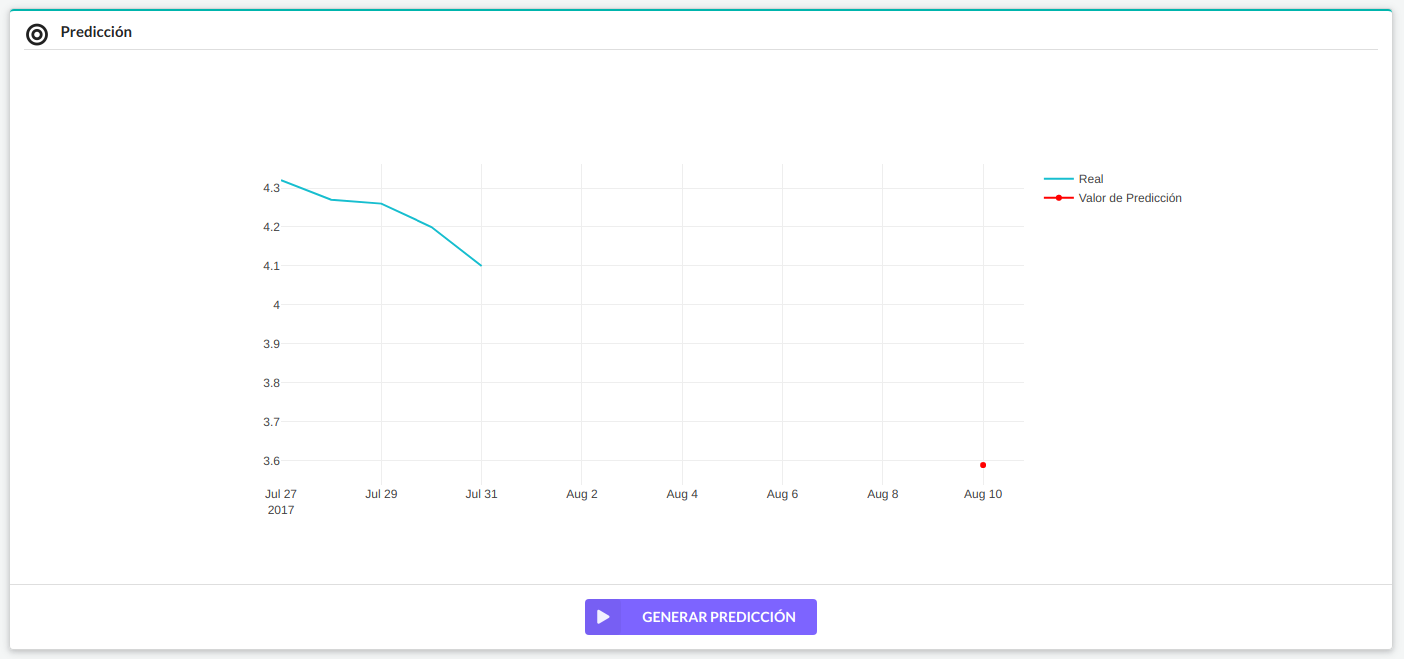 Predicción
4.3
4.2
4.1
4
3.9
3.8
3.7
3.6
Jul 27
2017
Jul 29
Jul 31
Aug 2
Aug 4
Aug 6
Aug 8
Aug 10
Real
Valor de Predicción
GENERAR PREDICCIÓN